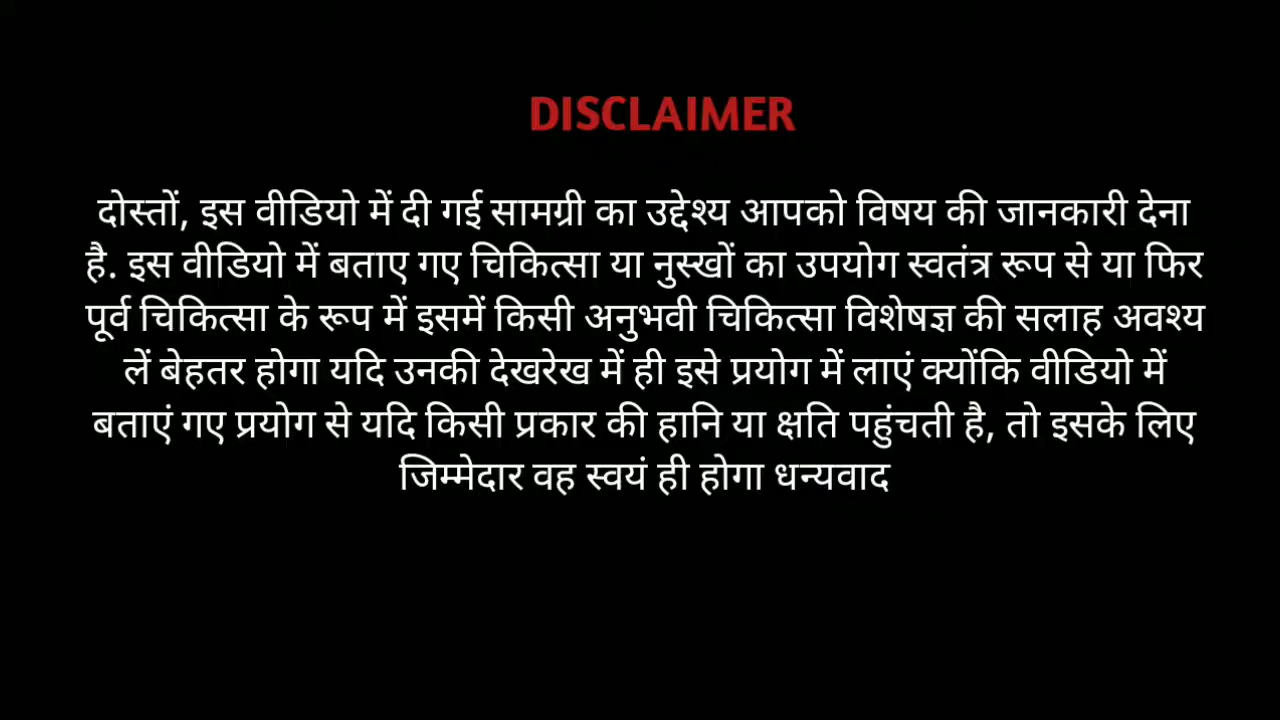 DISCLAIMER
दोस्तों, इस वीडियो में दी गई सामग्री का उद्देश्य आपको विषय की जानकारी देना
है. इस वीडियो में बताए गए चिकित्सा या नुस्खों का उपयोग स्वतंत्र रूप से या फिर
पूर्व चिकित्सा के रूप में इसमें किसी अनुभवी चिकित्सा विशेषज्ञ की सलाह अवश्य
लें बेहतर होगा यदि उनकी देखरेख में ही इसे प्रयोग में लाएं क्योंकि वीडियो में
बताएं गए प्रयोग से यदि किसी प्रकार की हानि या क्षति पहुंचती है, तो इसके लिए
जिम्मेदार वह स्वयं ही होगा धन्यवाद